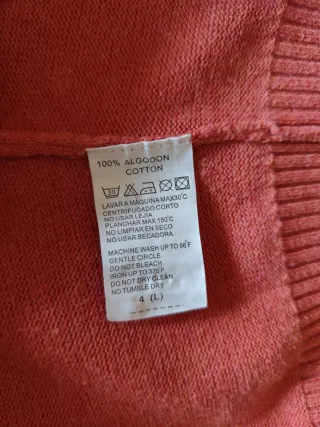 100% ALGODON
COTTON
30
LAVAR A MAQUINA MAX30°C
CENTRIFUGADO CORTO
NO USAR LEJIA
PLANCHAR MAX 150°C
NO LIMPIAR EN SECO
NO USAR SECADORA
MACHINE WASH UP TO 86°F
GENTLE CIRCLE
DO NOT BLEACH
IRON UP TO 320°F
DO NOT DRY CLEAN
NO TUMBLE DRY
4 (L)